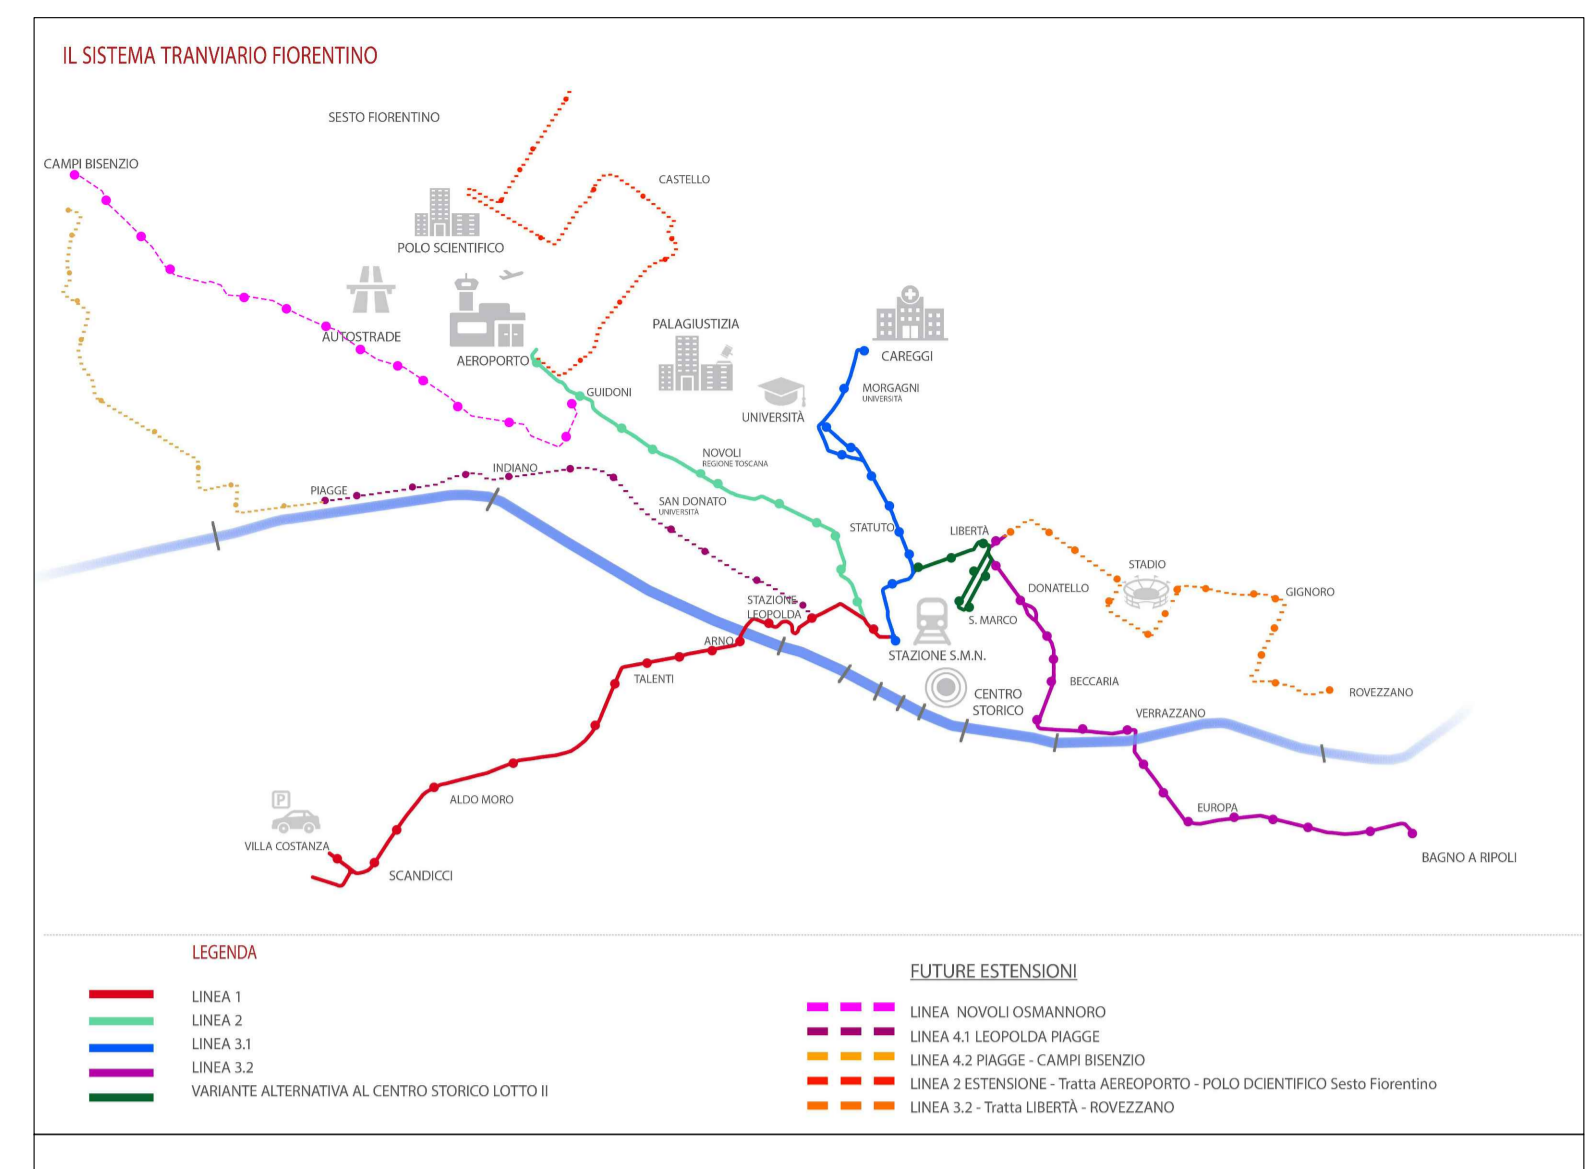 IL SISTEMA TRANVIARIO FIORENTINO
SESTO FIORENTINO
CAMPI BISENZIO
CASTELLO
POLO SCIENTIFICO
AUTOSTRADE
AEROPORTO
PALAGIUSTIZIA
CAREGGI
GUIDONI
MORGAGNI
UNIVERSITÀ
UNIVERSITÀ
NOVOLI
REGIONE TOSCANA
INDIANO
PIAGGE
SAN DONATO
UNIVERSITÀ
STATUTO
LIBERTÀ
STADIO
DONATELLO
GIGNORO
STAZIONE
LEOPOLDA
S. MARCO
ARNO
STAZIONE S.M.N.
TALENTI
BECCARIA
CENTRO
STORICO
ROVEZZANO
VERRAZZANO
P
ALDO MORO
EUROPA
VILLA COSTANZA
SCANDICCI
BAGNO A RIPOLI
LEGENDA
LINEA 1
LINEA 2
LINEA 3.1
LINEA 3.2
VARIANTE ALTERNATIVA AL CENTRO STORICO LOTTO II
FUTURE ESTENSIONI
LINEA NOVOLI OSMANNORO
LINEA 4.1 LEOPOLDA PIAGGE
LINEA 4.2 PIAGGE - CAMPI BISENZIO
LINEA 2 ESTENSIONE - Tratta AEREOPORTO - POLO DCIENTIFICO Sesto Fiorentino
LINEA 3.2 - Tratta LIBERTÀ - ROVEZZANO